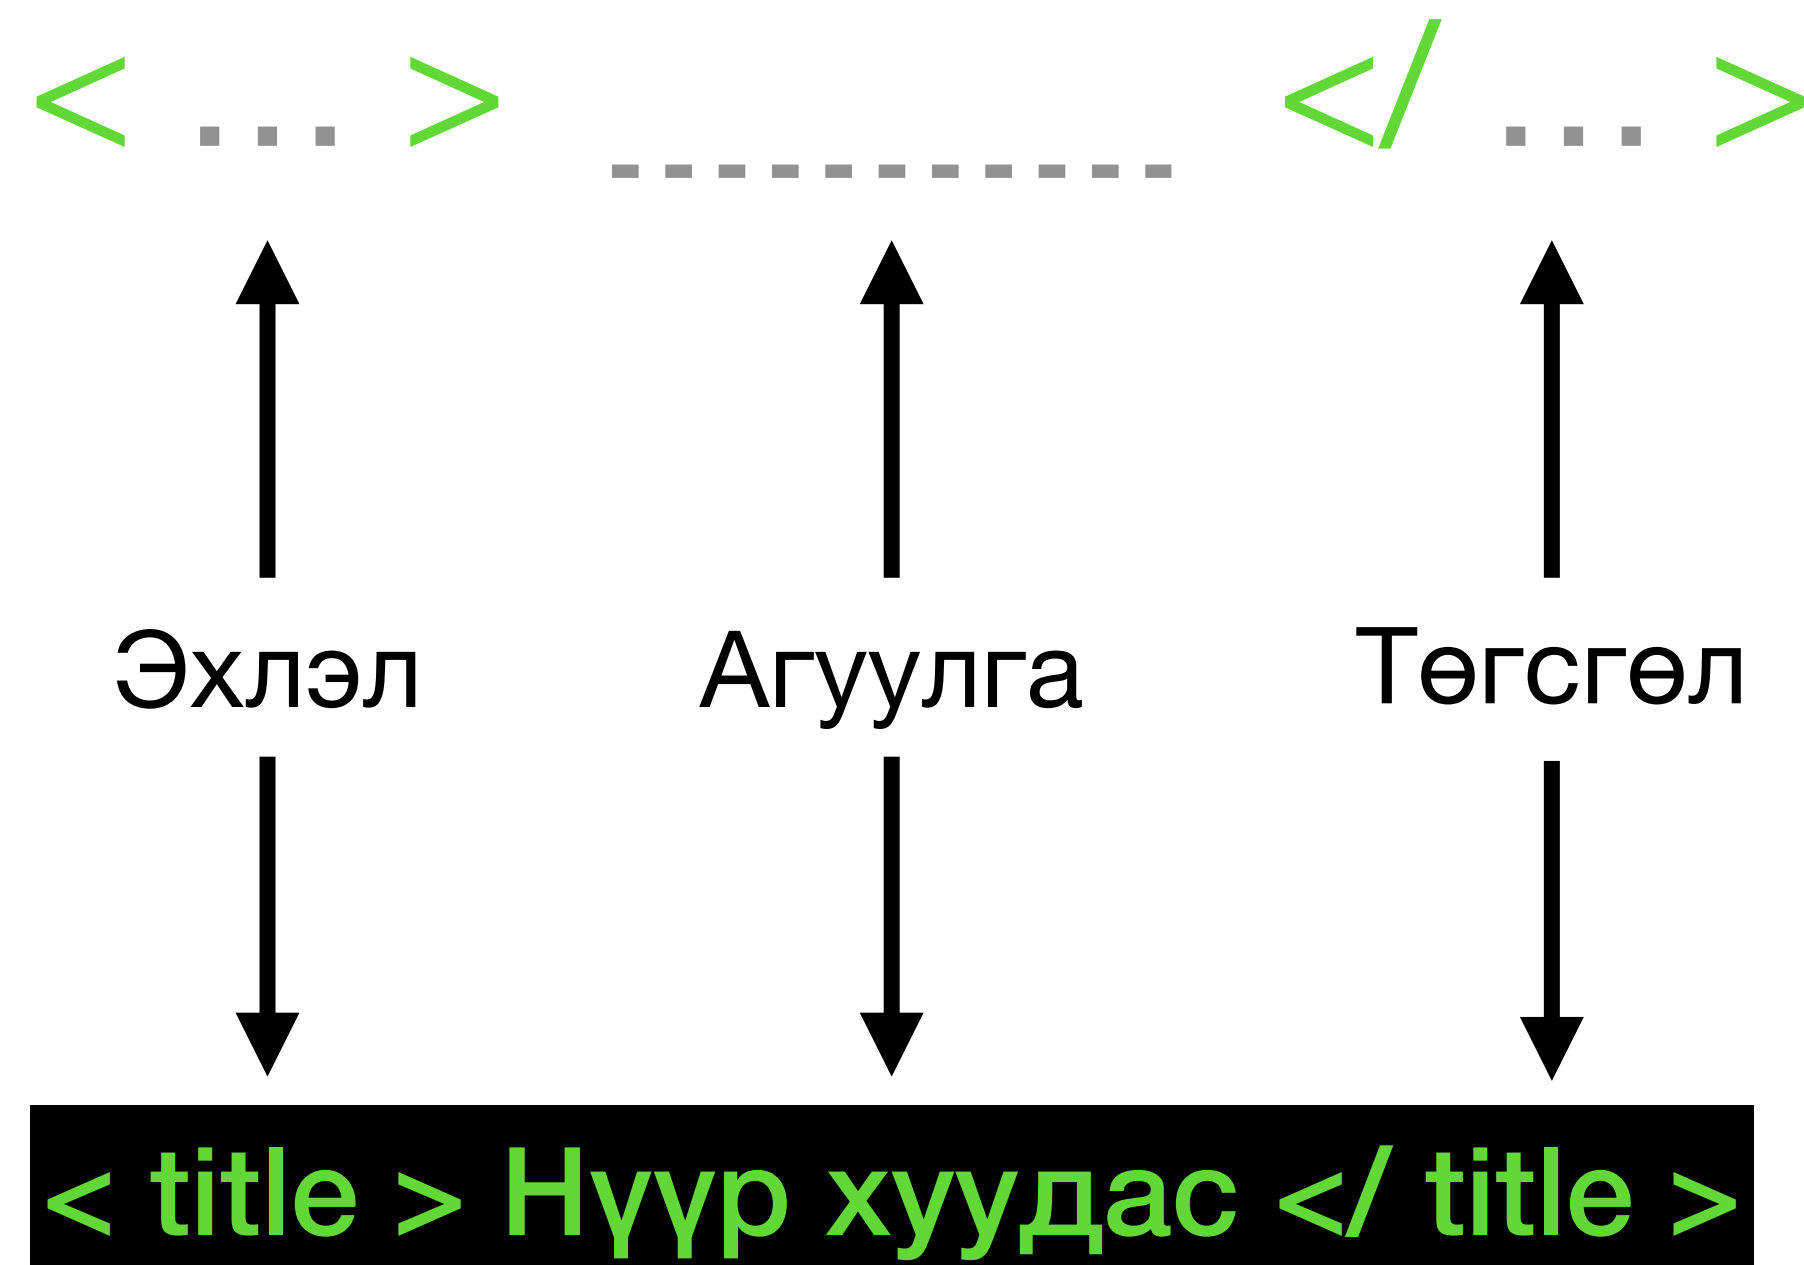 < ... > ----------- </ ... >
Эхлэл Агуулга Төгсгөл
< title > Нүүр хуудас </ title >